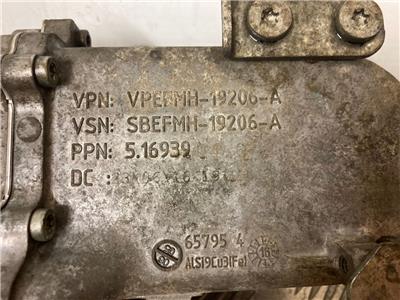 VPN: VPEFMH-19206-A
VSN: SBEFMH-19206-A
PPN: 5.16939
DC :
65795 4
AlSi9Cu3(Fe)